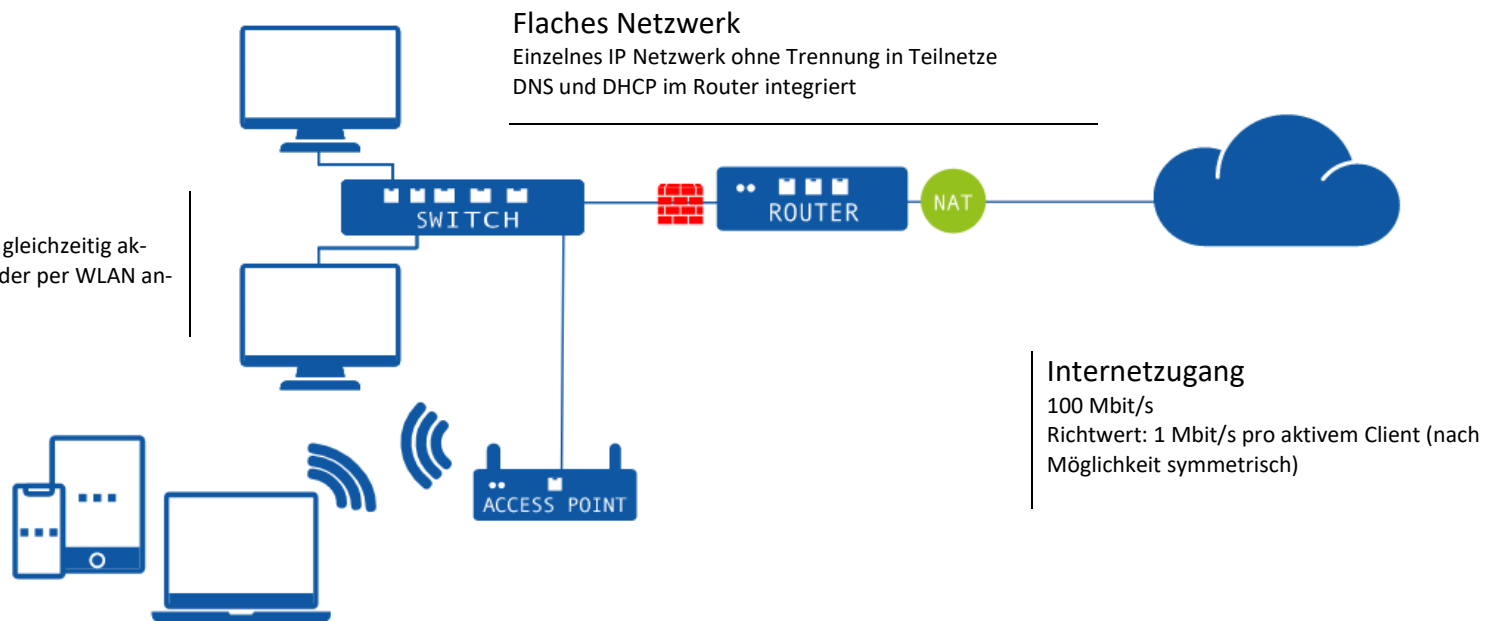 Flaches Netzwerk
Einzelnes IP Netzwerk ohne Trennung in Teilnetze
DNS und DHCP im Router integriert
SWITCH
ROUTER
NAT
gleichzeitig ak-
der per WLAN an-
Internetzugang
100 Mbit/s
Richtwert: 1 Mbit/s pro aktivem Client (nach
Möglichkeit symmetrisch)
ACCESS POINT